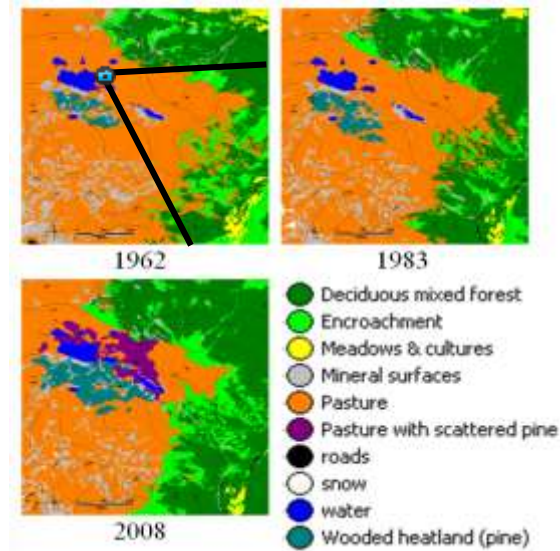 1962
1983
2008
Deciduous mixed forest
Encroachment
Meadows & cultures
Mineral surfaces
Pasture
Pasture with scattered pine
roads
snow
water
Wooded heatland (pine)